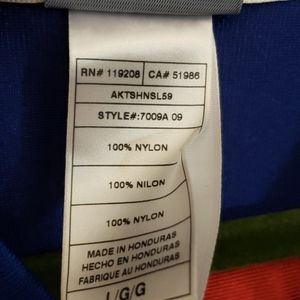 RN# 119208 CA# 51986
AKTSHNSL59
STYLE#:7009A 09
100% NYLON
100% NILON
100% NYLON
MADE IN HONDURAS
HECHO EN HONDURAS
FABRIQUE AU HONDURAS
L/G/G